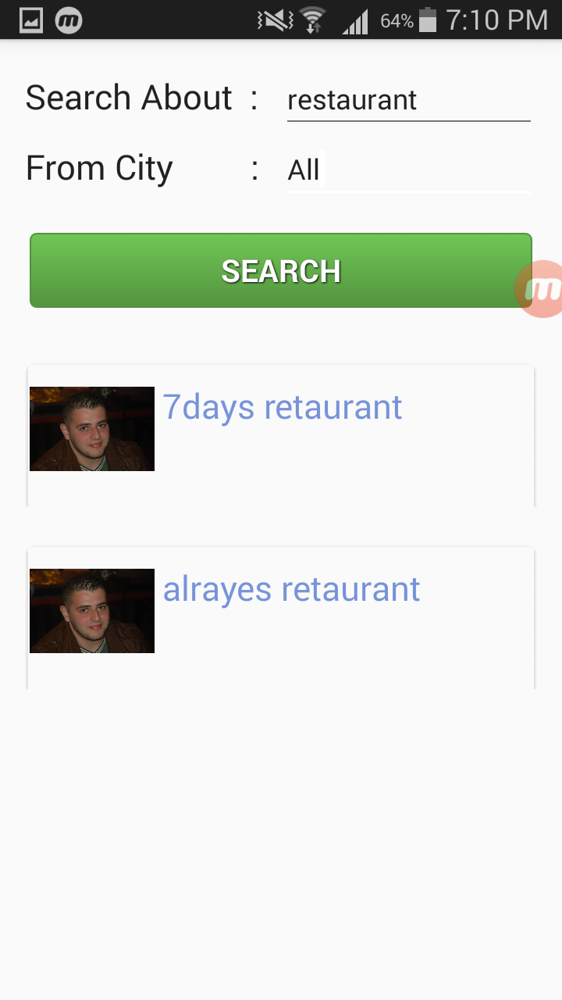 64% 7:10 PM
Search About : restaurant
From City : All
SEARCH
7days retaurant
alrayes retaurant